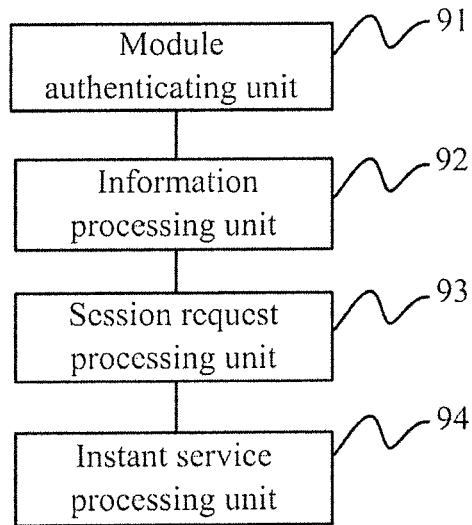 Module
authenticating unit
91
Information
processing unit
92
Session request
processing unit
93
Instant service
processing unit
94